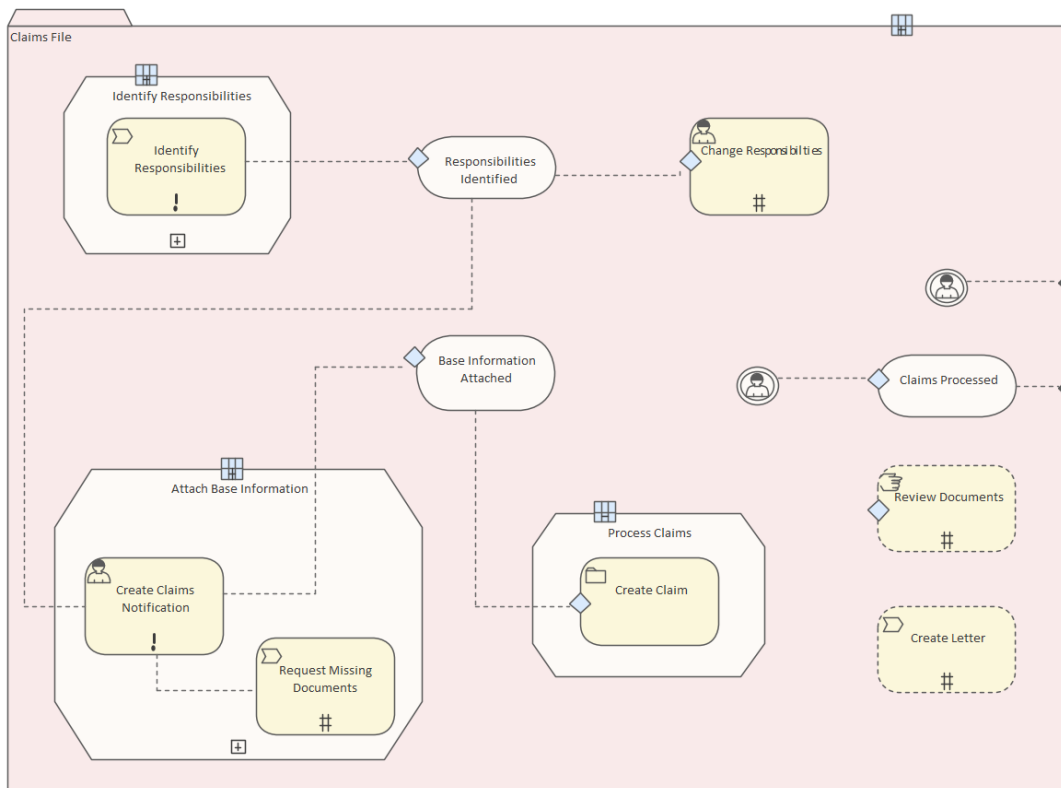 Claims File
Identify Responsibilities
Identify
Responsibilities
Responsibilities
Identified
Change Responsibilties
Base Information
Attached
Claims Processed
Attach Base Information
Review Documents
Process Claims
Create Claims
Notification
Create Claim
Create Letter
Request Missing
Documents